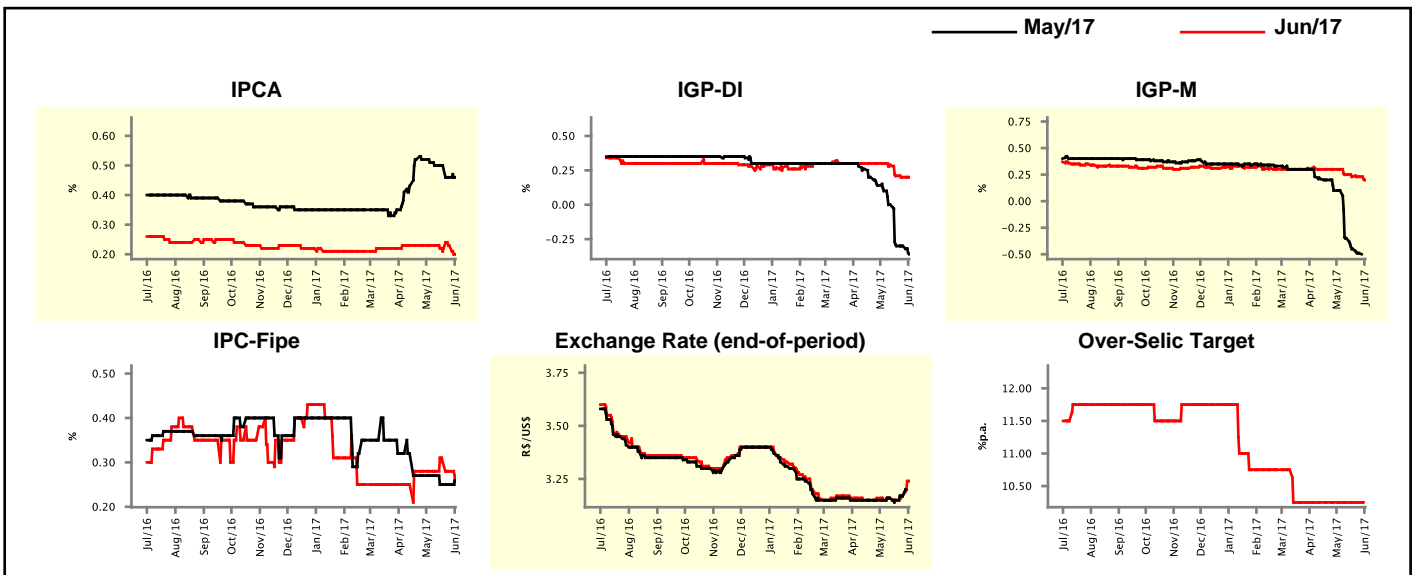 May/17
Jun/17
IPCA
IGP-DI
IGP-M
%
0.60
0.50
0.40
0.30
0.20
Jul/16
Aug/16
Sep/16
Oct/16
Nov/16
Dec/16
Jan/17
Feb/17
Mar/17
Apr/17
May/17
Jun/17
%
0.50
0.25
0.00
−0.25
Jul/16
Aug/16
Sep/16
Oct/16
Nov/16
Dec/16
Jan/17
Feb/17
Mar/17
Apr/17
May/17
Jun/17
%
0.75
0.50
0.25
0.00
−0.25
−0.50
Jul/16
Aug/16
Sep/16
Oct/16
Nov/16
Dec/16
Jan/17
Feb/17
Mar/17
Apr/17
May/17
Jun/17
IPC-Fipe
Exchange Rate (end-of-period)
Over-Selic Target
%
0.50
0.40
0.30
0.20
Jul/16
Aug/16
Sep/16
Oct/16
Nov/16
Dec/16
Jan/17
Feb/17
Mar/17
Apr/17
May/17
Jun/17
R$/US$
3.75
3.50
3.25
Jul/16
Aug/16
Sep/16
Oct/16
Nov/16
Dec/16
Jan/17
Feb/17
Mar/17
Apr/17
May/17
Jun/17
%p.a.
12.00
11.50
11.00
10.50
Jul/16
Aug/16
Sep/16
Oct/16
Nov/16
Dec/16
Jan/17
Feb/17
Mar/17
Apr/17
May/17
Jun/17